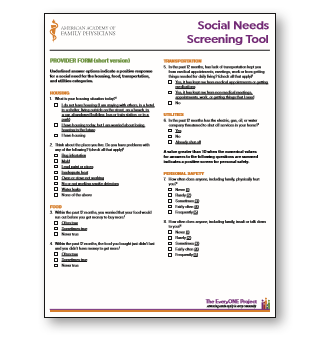 AMERICAN ACADEMY OF
FAMILY PHYSICIANS
Social Needs
Screening Tool
PROVIDER FORM (short version)
Underlined answer options indicate a positive response
for a social need for the housing, food, transportation,
and utilities categories.
HOUSING
1. What is your housing situation today?
I do not have housing (I am staying with others, in a hotel,
in a shelter, living outside on the street, on a beach, in
a car, abandoned building, bus or train station, or in a
park)
I have housing today, but I am worried about losing
housing in the future
I have housing
2. Think about the place you live. Do you have problems with
any of the following? (check all that apply)
Bug infestation
Mold
Lead paint or pipes
Inadequate heat
Oven or stove not working
No or not working smoke detectors
Water leaks
None of the above
FOOD
3. Within the past 12 months, you worried that your food would
run out before you got money to buy more?
Often true
Sometimes true
Never true
4. Within the past 12 months, the food you bought just didn't last
and you didn't have money to get more?
Often true
Sometimes true
Never true
TRANSPORTATION
5. In the past 12 months, has lack of transportation kept you
from medical appointments, meetings, work or from getting
things needed for daily living? (check all that apply)
Yes, it has kept me from medical appointments or getting
medications
Yes, it has kept me from non-medical meetings,
appointments, work, or getting things that I need
No
UTILITIES
6. In the past 12 months has the electric, gas, oil, or water
company threatened to shut off services in your home?
Yes
No
Already shut off
A value greater than 10 when the numerical values
for answers to the following questions are summed
indicates a positive screen for personal safety.
PERSONAL SAFETY
7. How often does anyone, including family, physically hurt
you?
Never (1)
Rarely (2)
Sometimes (3)
Fairly often (4)
Frequently (5)
8. How often does anyone, including family, insult or talk down
to you?
Never (1)
Rarely (2)
Sometimes (3)
Fairly often (4)
Frequently (5)
The EveryONE Project